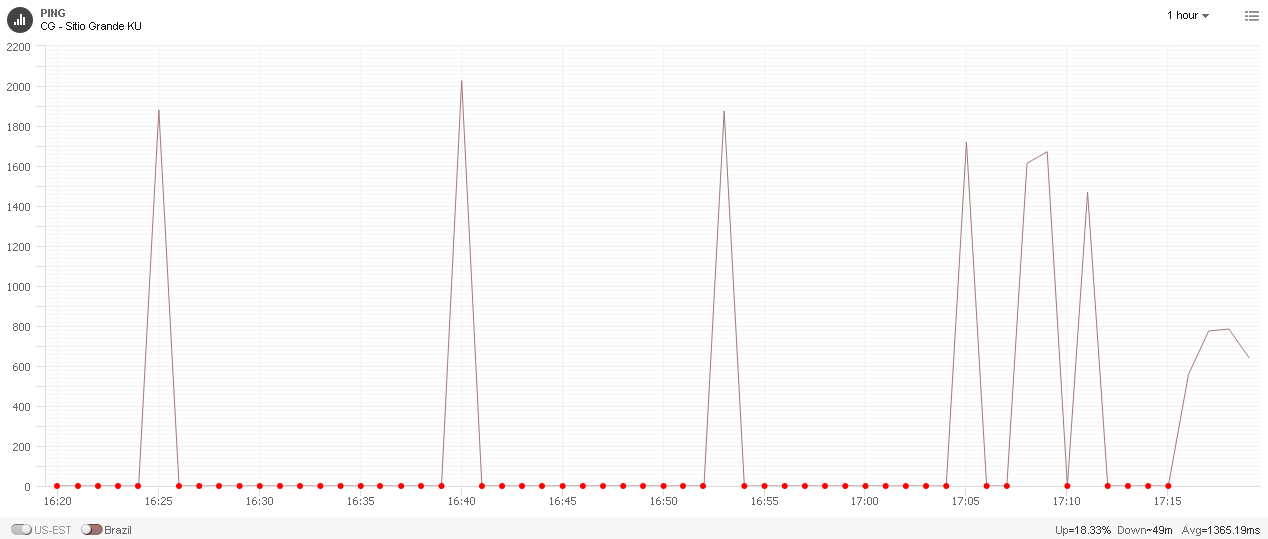 PING
CG - Sitio Grande KU
1 hour
2200
2000
1800
1600
1400
1200
1000
800
600
400
200
0
16:20 16:25 16:30 16:35 16:40 16:45 16:50 16:55 17:00 17:05 17:10 17:15
US-EST Brazil Up=18.33% Down~49m Avg=1365.19ms